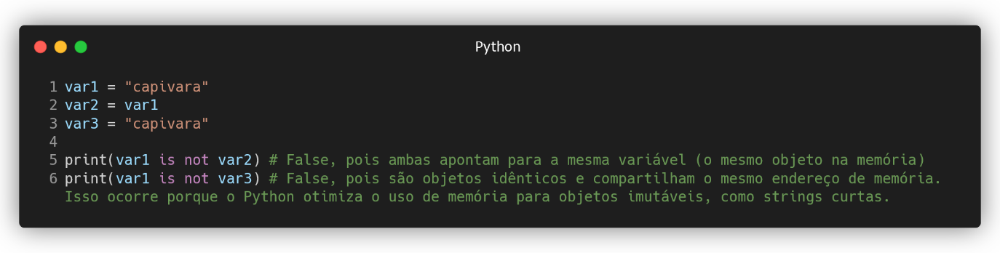 Python
1 var1 = "capivara"
2 var2 = var1
3 var3 = "capivara"
4
5 print(var1 is not var2) # False, pois ambas apontam para a mesma variável (o mesmo objeto na memória)
6 print(var1 is not var3) # False, pois são objetos idênticos e compartilham o mesmo endereço de memória.
Isso ocorre porque o Python otimiza o uso de memória para objetos imutáveis, como strings curtas.